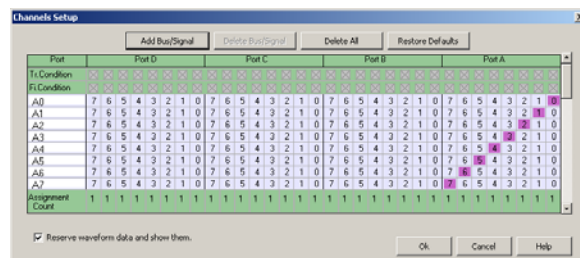 Channels Setup
Add Bus/Signal Delete Bus/Signal Delete All Restore Defaults
Port Port D Port C Port B Port A
Tr.Condition
Fi.Condition
A0 7 6 5 4 3 2 1 0 7 6 5 4 3 2 1 0 7 6 5 4 3 2 1 0 7 6 5 4 3 2 1 0
A1 7 6 5 4 3 2 1 0 7 6 5 4 3 2 1 0 7 6 5 4 3 2 1 0 7 6 5 4 3 2 1 0
A2 7 6 5 4 3 2 1 0 7 6 5 4 3 2 1 0 7 6 5 4 3 2 1 0 7 6 5 4 3 2 1 0
A3 7 6 5 4 3 2 1 0 7 6 5 4 3 2 1 0 7 6 5 4 3 2 1 0 7 6 5 4 3 2 1 0
A4 7 6 5 4 3 2 1 0 7 6 5 4 3 2 1 0 7 6 5 4 3 2 1 0 7 6 5 4 3 2 1 0
A5 7 6 5 4 3 2 1 0 7 6 5 4 3 2 1 0 7 6 5 4 3 2 1 0 7 6 5 4 3 2 1 0
A6 7 6 5 4 3 2 1 0 7 6 5 4 3 2 1 0 7 6 5 4 3 2 1 0 7 6 5 4 3 2 1 0
A7 7 6 5 4 3 2 1 0 7 6 5 4 3 2 1 0 7 6 5 4 3 2 1 0 7 6 5 4 3 2 1 0
Assignment Count 1 1 1 1 1 1 1 1 1 1 1 1 1 1 1 1 1 1 1 1 1 1 1 1 1 1 1 1 1 1 1 1
Reserve waveform data and show them.
Ok Cancel Help